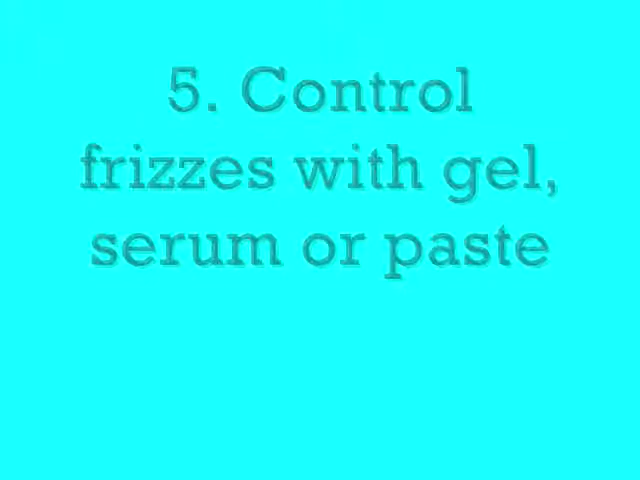 5. Control
frizzes with gel,
serum or paste